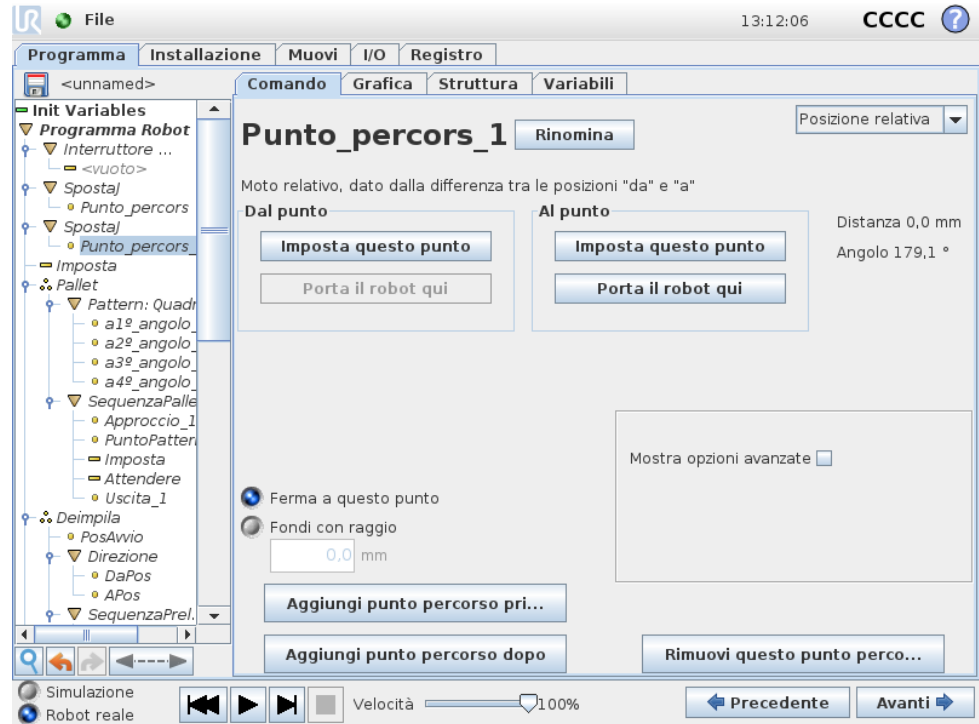 UR File 13:12:06 CCCC ?
Programma Installazione Muovi I/O Registro
<unnamed>
Comando Grafica Struttura Variabili
Init Variables
Programma Robot
Interruttore ...
<vuoto>
SpostaJ
Punto_percors
SpostaJ
Punto_percors_
Imposta
Pallet
Pattern: Quadr
a1º_angolo_
a2º_angolo_
a3º_angolo_
a4º_angolo_
SequenzaPalle
Approccio_1
PuntoPatter
Imposta
Attendere
Uscita_1
Deimpila
PosAvvio
Direzione
DaPos
APos
SequenzaPrel.
Punto_percors_1 Rinomina
Posizione relativa
Moto relativo, dato dalla differenza tra le posizioni "da" e "a"
Dal punto
Imposta questo punto
Porta il robot qui
Al punto
Imposta questo punto
Porta il robot qui
Distanza 0,0 mm
Angolo 179,1 °
Mostra opzioni avanzate
Ferma a questo punto
Fondi con raggio
0,0 mm
Aggiungi punto percorso pri...
Aggiungi punto percorso dopo
Rimuovi questo punto perco...
Simulazione
Robot reale
Velocità 100%
Precedente
Avanti